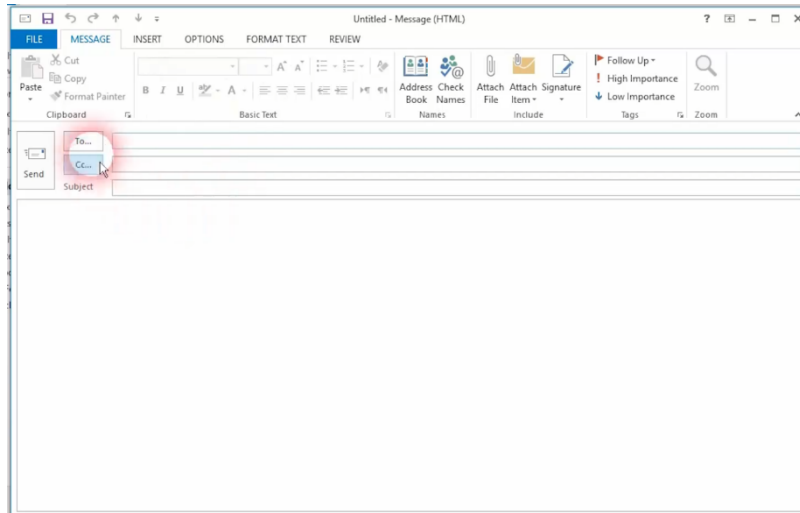 Untitled - Message (HTML)
?
FILE MESSAGE INSERT OPTIONS FORMAT TEXT REVIEW
Paste
Cut
Copy
Format Painter
Clipboard
B I U A
Basic Text
Address Book
Check Names
Names
Attach File
Attach Item
Signature
Include
Follow Up
High Importance
Low Importance
Tags
Zoom
Zoom
Send
To...
Cc...
Subject